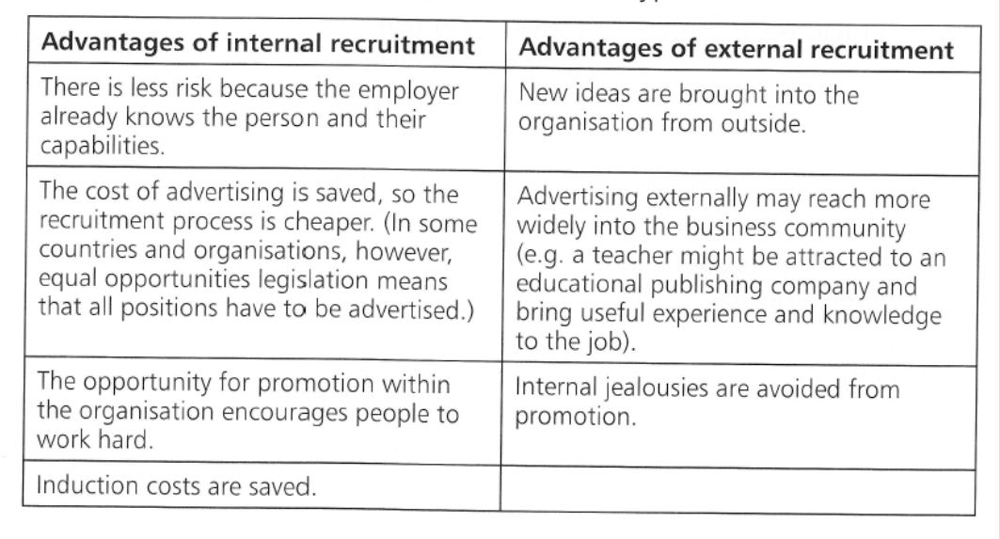 Advantages of internal recruitment
Advantages of external recruitment
There is less risk because the employer
already knows the person and their
capabilities.
New ideas are brought into the
organisation from outside.
The cost of advertising is saved, so the
recruitment process is cheaper. (In some
countries and organisations, however,
equal opportunities legislation means
that all positions have to be advertised.)
Advertising externally may reach more
widely into the business community
(e.g. a teacher might be attracted to an
educational publishing company and
bring useful experience and knowledge
to the job).
The opportunity for promotion within
the organisation encourages people to
work hard.
Internal jealousies are avoided from
promotion.
Induction costs are saved.